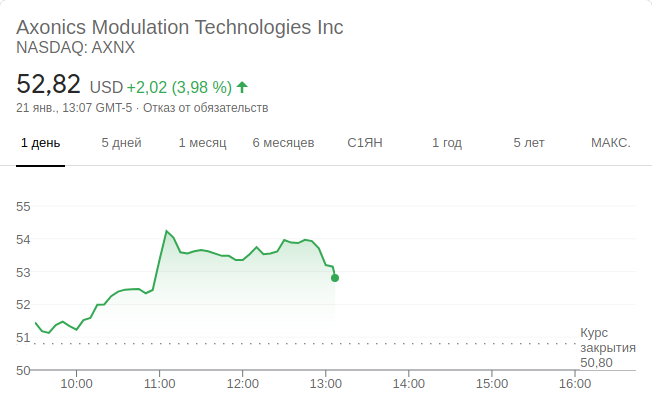 Axonics Modulation Technologies Inc
NASDAQ: AXNX
52,82 USD +2,02 (3,98 %)
21 янв., 13:07 GMT-5 · Отказ от обязательств
1 день 5 дней 1 месяц 6 месяцев С1ЯН 1 год 5 лет МАКС.
55
54
53
52
51
50
Курс
закрытия
50,80
10:00 11:00 12:00 13:00 14:00 15:00 16:00